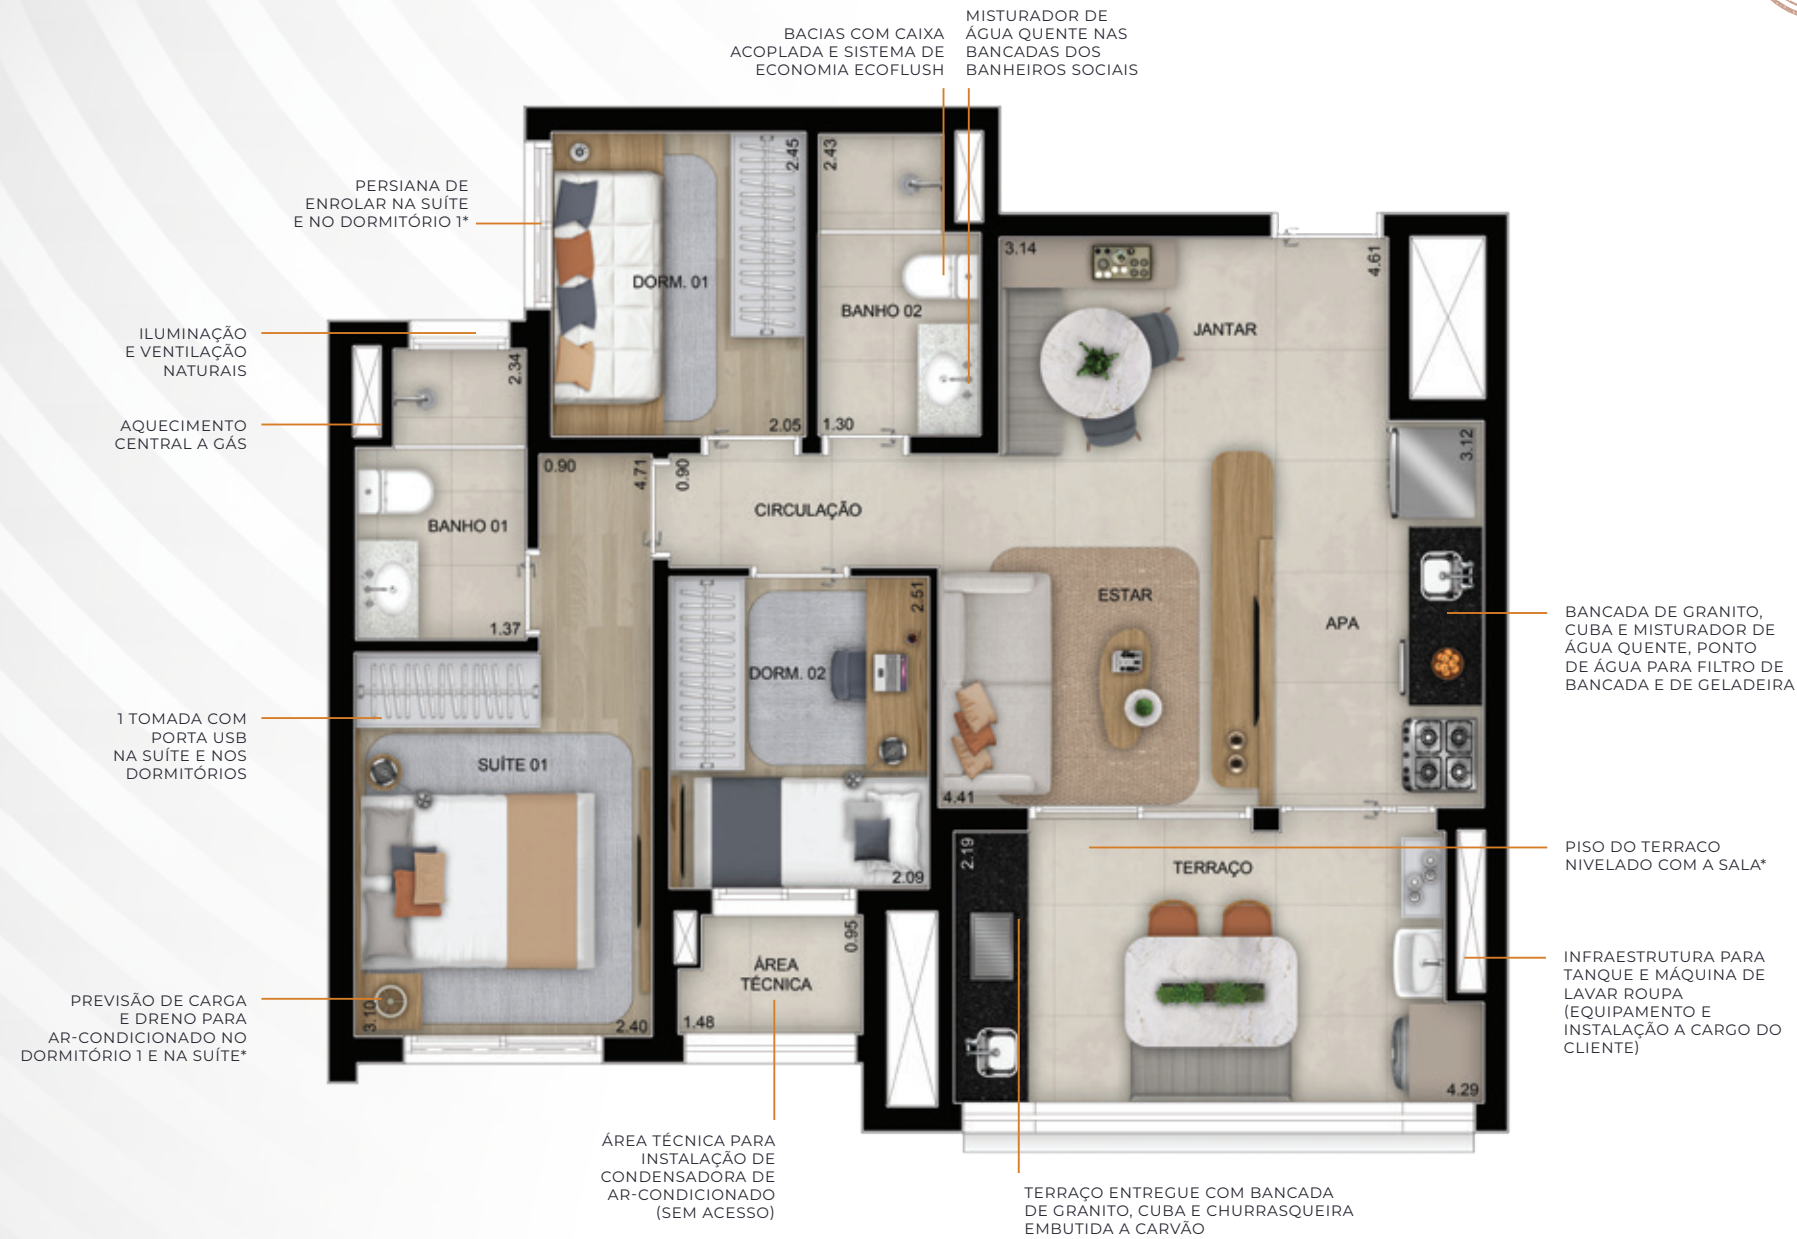 BACIAS COM CAIXA
ACOPLADA E SISTEMA DE
ECONOMIA ECOFLUSH
MISTURADOR DE
ÁGUA QUENTE NAS
BANCADAS DOS
BANHEIROS SOCIAIS
PERSIANA DE
ENROLAR NA SUÍTE
E NO DORMITÓRIO 1*
ILUMINAÇÃO
E VENTILAÇÃO
NATURAIS
AQUECIMENTO
CENTRAL A GÁS
1 TOMADA COM
PORTA USB
NA SUÍTE E NOS
DORMITÓRIOS
PREVISÃO DE CARGA
E DRENO PARA
AR-CONDICIONADO NO
DORMITÓRIO 1 E NA SUÍTE*
2.45
DORM. 01
2.05
2.43
BANHO 02
1.30
3.14
4.61
JANTAR
2.34
BANHO 01
1.37
0.90
4.71
0.90
CIRCULAÇÃO
3.12
ESTAR
APA
4.41
2.51
DORM. 02
2.09
SUÍTE 01
3.10
2.40
0.95
ÁREA
TÉCNICA
1.48
2.19
TERRAÇO
4.29
BANCADA DE GRANITO,
CUBA E MISTURADOR DE
ÁGUA QUENTE, PONTO
DE ÁGUA PARA FILTRO DE
BANCADA E DE GELADEIRA
PISO DO TERRACO
NIVELADO COM A SALA*
INFRAESTRUTURA PARA
TANQUE E MÁQUINA DE
LAVAR ROUPA
(EQUIPAMENTO E
INSTALAÇÃO A CARGO DO
CLIENTE)
ÁREA TÉCNICA PARA
INSTALAÇÃO DE
CONDENSADORA DE
AR-CONDICIONADO
(SEM ACESSO)
TERRAÇO ENTREGUE COM BANCADA
DE GRANITO, CUBA E CHURRASQUEIRA
EMBUTIDA A CARVÃO